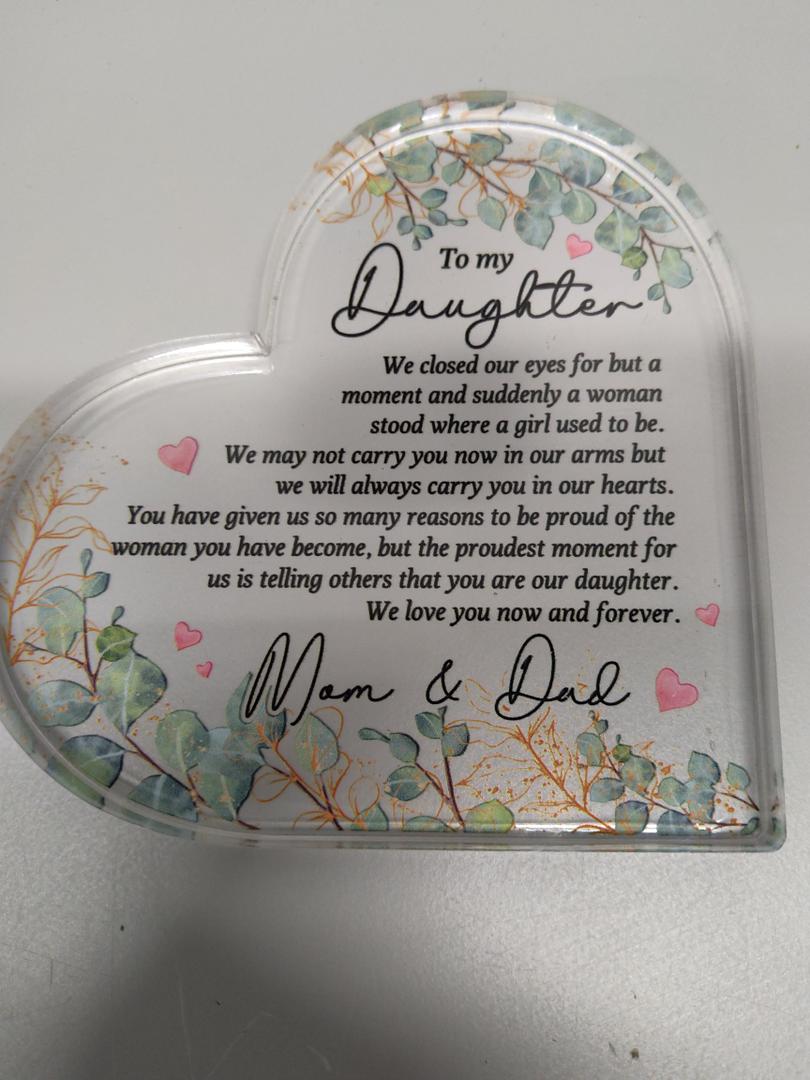 To my
Daughter
We closed our eyes for but a
moment and suddenly a woman
stood where a girl used to be.
We may not carry you now in our arms but
we will always carry you in our hearts.
You have given us so many reasons to be proud of the
woman you have become, but the proudest moment for
us is telling others that you are our daughter.
We love you now and forever.
Mom & Dad